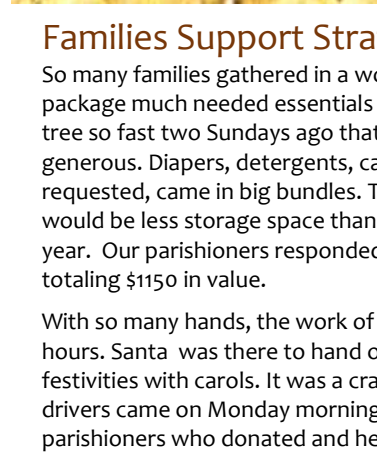 Families Support Stra
So many families gathered in a wo
package much needed essentials
tree so fast two Sundays ago that
generous. Diapers, detergents, ca
requested, came in big bundles. T
would be less storage space than
year.  Our parishioners responded
totaling $1150 in value.
With so many hands, the work of
hours. Santa  was there to hand o
festivities with carols. It was a cra
drivers came on Monday morning
parishioners who donated and he